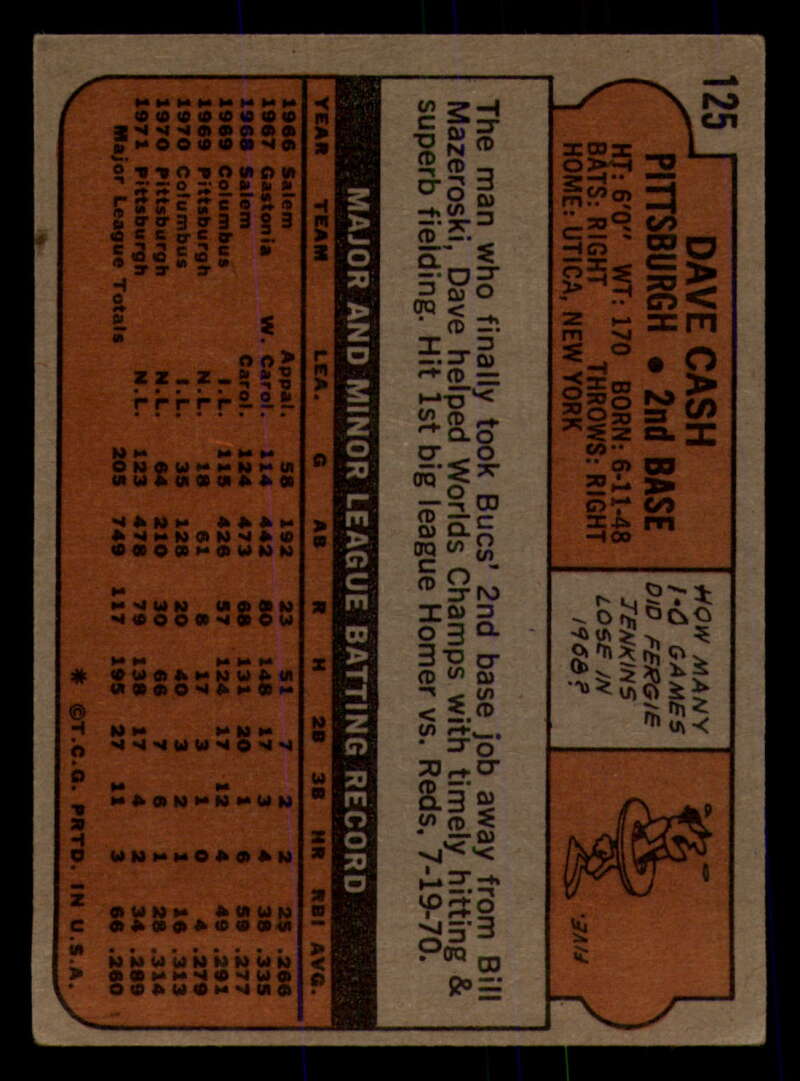 125
DAVE CASH
PITTSBURGH • 2nd BASE
HT: 6'0" WT: 170 BORN: 6-11-48
BATS: RIGHT THROWS: RIGHT
HOME: UTICA, NEW YORK
HOW MANY
1-0 GAMES
DID FERGIE
JENKINS
LOSE IN
1968?
FIVE.
The man who finally took Bucs' 2nd base job away from Bill
Mazeroski, Dave helped Worlds Champs with timely hitting &
superb fielding. Hit 1st big league Homer vs. Reds. 7-19-70.
MAJOR AND MINOR LEAGUE BATTING RECORD
YEAR TEAM LEA. G AB R H 2B 3B HR RBI AVG.
1966 Salem Appal. 58 192 23 51 7 2 2 25 .266
1967 Gastonia W. Carol. 114 442 80 148 17 3 4 38 .335
1968 Salem Carol. 124 473 68 131 20 1 6 59 .277
1969 Columbus I.L. 115 426 57 124 17 12 4 49 .291
1969 Pittsburgh N.L. 18 61 8 17 3 1 0 4 .279
1970 Columbus I.L. 35 128 20 40 3 2 1 16 .313
1970 Pittsburgh N.L. 64 210 30 66 7 6 1 28 .314
1971 Pittsburgh N.L. 123 478 79 138 17 4 2 34 .289
Major League Totals 205 749 117 195 27 11 3 66 .260
* ©T.C.G. PRTD. IN U.S.A.